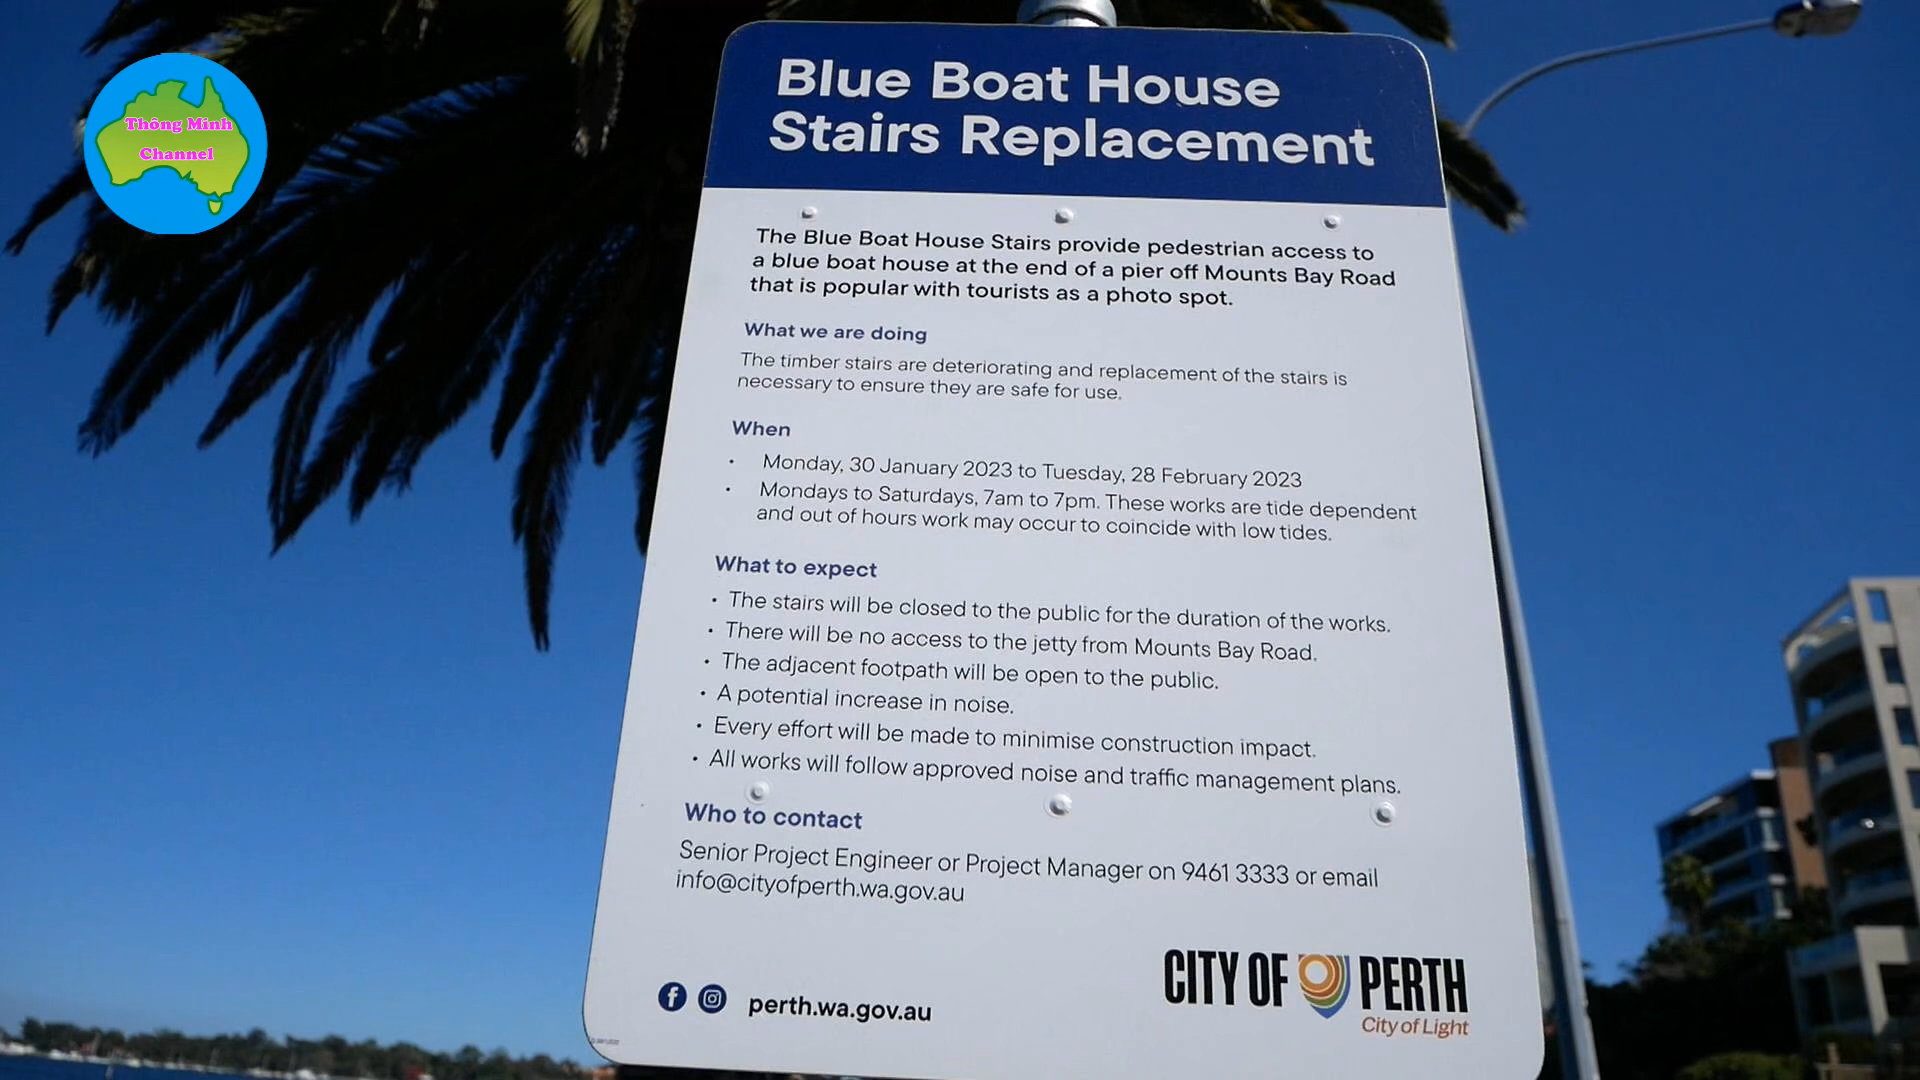 Thông Minh
Channel
Blue Boat House
Stairs Replacement
The Blue Boat House Stairs provide pedestrian access to
a blue boat house at the end of a pier off Mounts Bay Road
that is popular with tourists as a photo spot.
What we are doing
The timber stairs are deteriorating and replacement of the stairs is
necessary to ensure they are safe for use.
When
• Monday, 30 January 2023 to Tuesday, 28 February 2023
• Mondays to Saturdays, 7am to 7pm. These works are tide dependent
and out of hours work may occur to coincide with low tides.
What to expect
• The stairs will be closed to the public for the duration of the works.
• There will be no access to the jetty from Mounts Bay Road.
• The adjacent footpath will be open to the public.
• A potential increase in noise.
• Every effort will be made to minimise construction impact.
• All works will follow approved noise and traffic management plans.
Who to contact
Senior Project Engineer or Project Manager on 9461 3333 or email
info@cityofperth.wa.gov.au
perth.wa.gov.au
CITY OF PERTH
City of Light